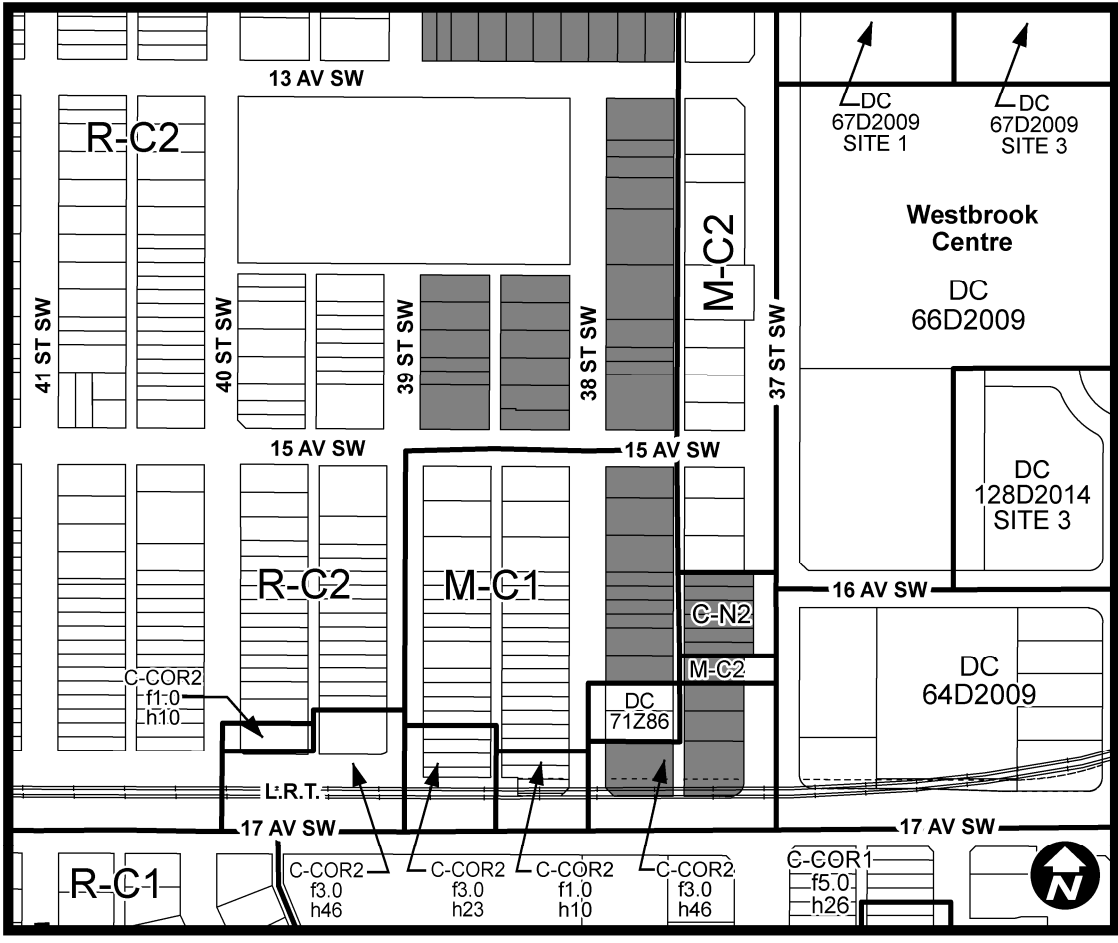 13 AV SW
R-C2
DC
67D2009
SITE 1
DC
67D2009
SITE 3
Westbrook
Centre
DC
66D2009
M-C2
41 ST SW
40 ST SW
39 ST SW
38 ST SW
37 ST SW
15 AV SW
15 AV SW
DC
128D2014
SITE 3
R-C2
M-C1
16 AV SW
C-N2
M-C2
DC
64D2009
C-COR2
f1.0
h10
DC
71Z86
L.R.T.
17 AV SW
17 AV SW
R-C1
C-COR2
f3.0
h46
C-COR2
f3.0
h23
C-COR2
f1.0
h10
C-COR2
f3.0
h46
C-COR1
f5.0
h26
N